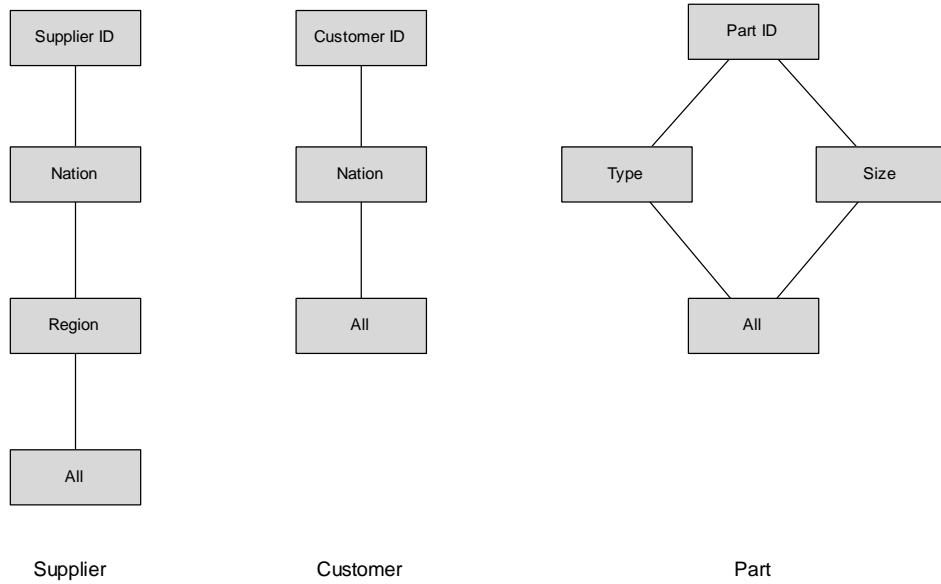 Supplier ID
Customer ID
Part ID
Nation
Nation
Type
Size
Region
All
All
All
Supplier
Customer
Part